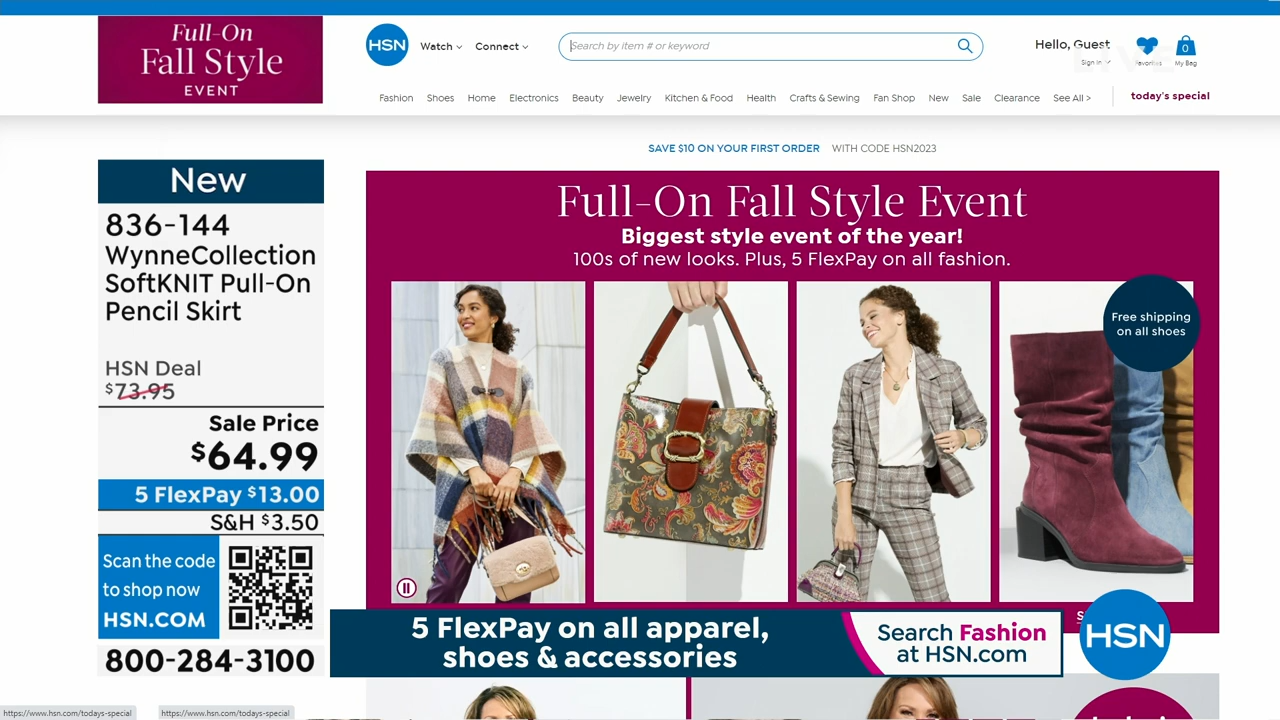 Full-On
Fall Style
EVENT
HSN
Watch
Connect
Search by item # or keyword
Hello, Guest
Sign In
Favorites
0
My Bag
Fashion
Shoes
Home
Electronics
Beauty
Jewelry
Kitchen & Food
Health
Crafts & Sewing
Fan Shop
New
Sale
Clearance
See All >
today's special
SAVE $10 ON YOUR FIRST ORDER WITH CODE HSN2023
New
836-144
WynneCollection
SoftKNIT Pull-On
Pencil Skirt
HSN Deal
$73.95
Sale Price
$64.99
5 FlexPay $13.00
S&H $3.50
Scan the code
to shop now
HSN.COM
800-284-3100
Full-On Fall Style Event
Biggest style event of the year!
100s of new looks. Plus, 5 FlexPay on all fashion.
Free shipping
on all shoes
5 FlexPay on all apparel,
shoes & accessories
Search Fashion
at HSN.com
HSN
https://www.hsn.com/todays-special
https://www.hsn.com/todays-special